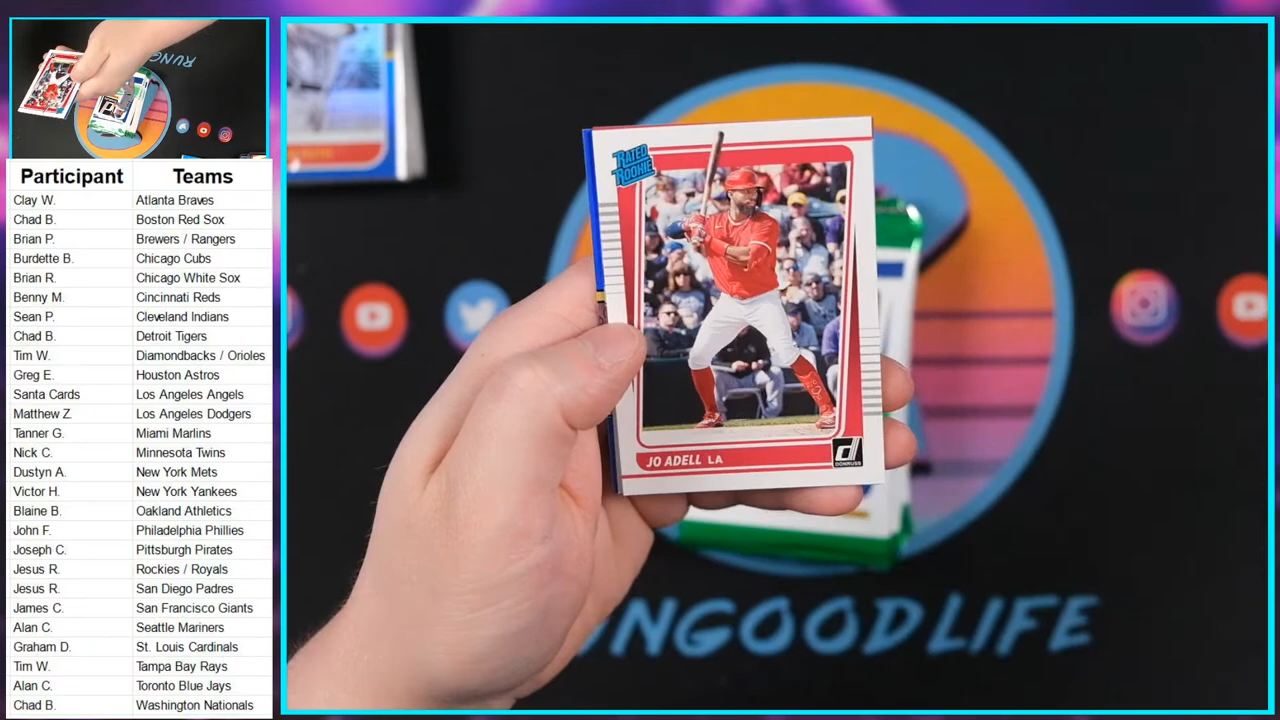 RUNGOOD
Participant Teams
Clay W. Atlanta Braves
Chad B. Boston Red Sox
Brian P. Brewers / Rangers
Burdette B. Chicago Cubs
Brian R. Chicago White Sox
Benny M. Cincinnati Reds
Sean P. Cleveland Indians
Chad B. Detroit Tigers
Tim W. Diamondbacks / Orioles
Greg E. Houston Astros
Santa Cards Los Angeles Angels
Matthew Z. Los Angeles Dodgers
Tanner G. Miami Marlins
Nick C. Minnesota Twins
Dustyn A. New York Mets
Victor H. New York Yankees
Blaine B. Oakland Athletics
John F. Philadelphia Phillies
Joseph C. Pittsburgh Pirates
Jesus R. Rockies / Royals
Jesus R. San Diego Padres
James C. San Francisco Giants
Alan C. Seattle Mariners
Graham D. St. Louis Cardinals
Tim W. Tampa Bay Rays
Alan C. Toronto Blue Jays
Chad B. Washington Nationals
RATED
ROOKIE
JO ADELL LA
DONRUSS
UNGOODLIFE